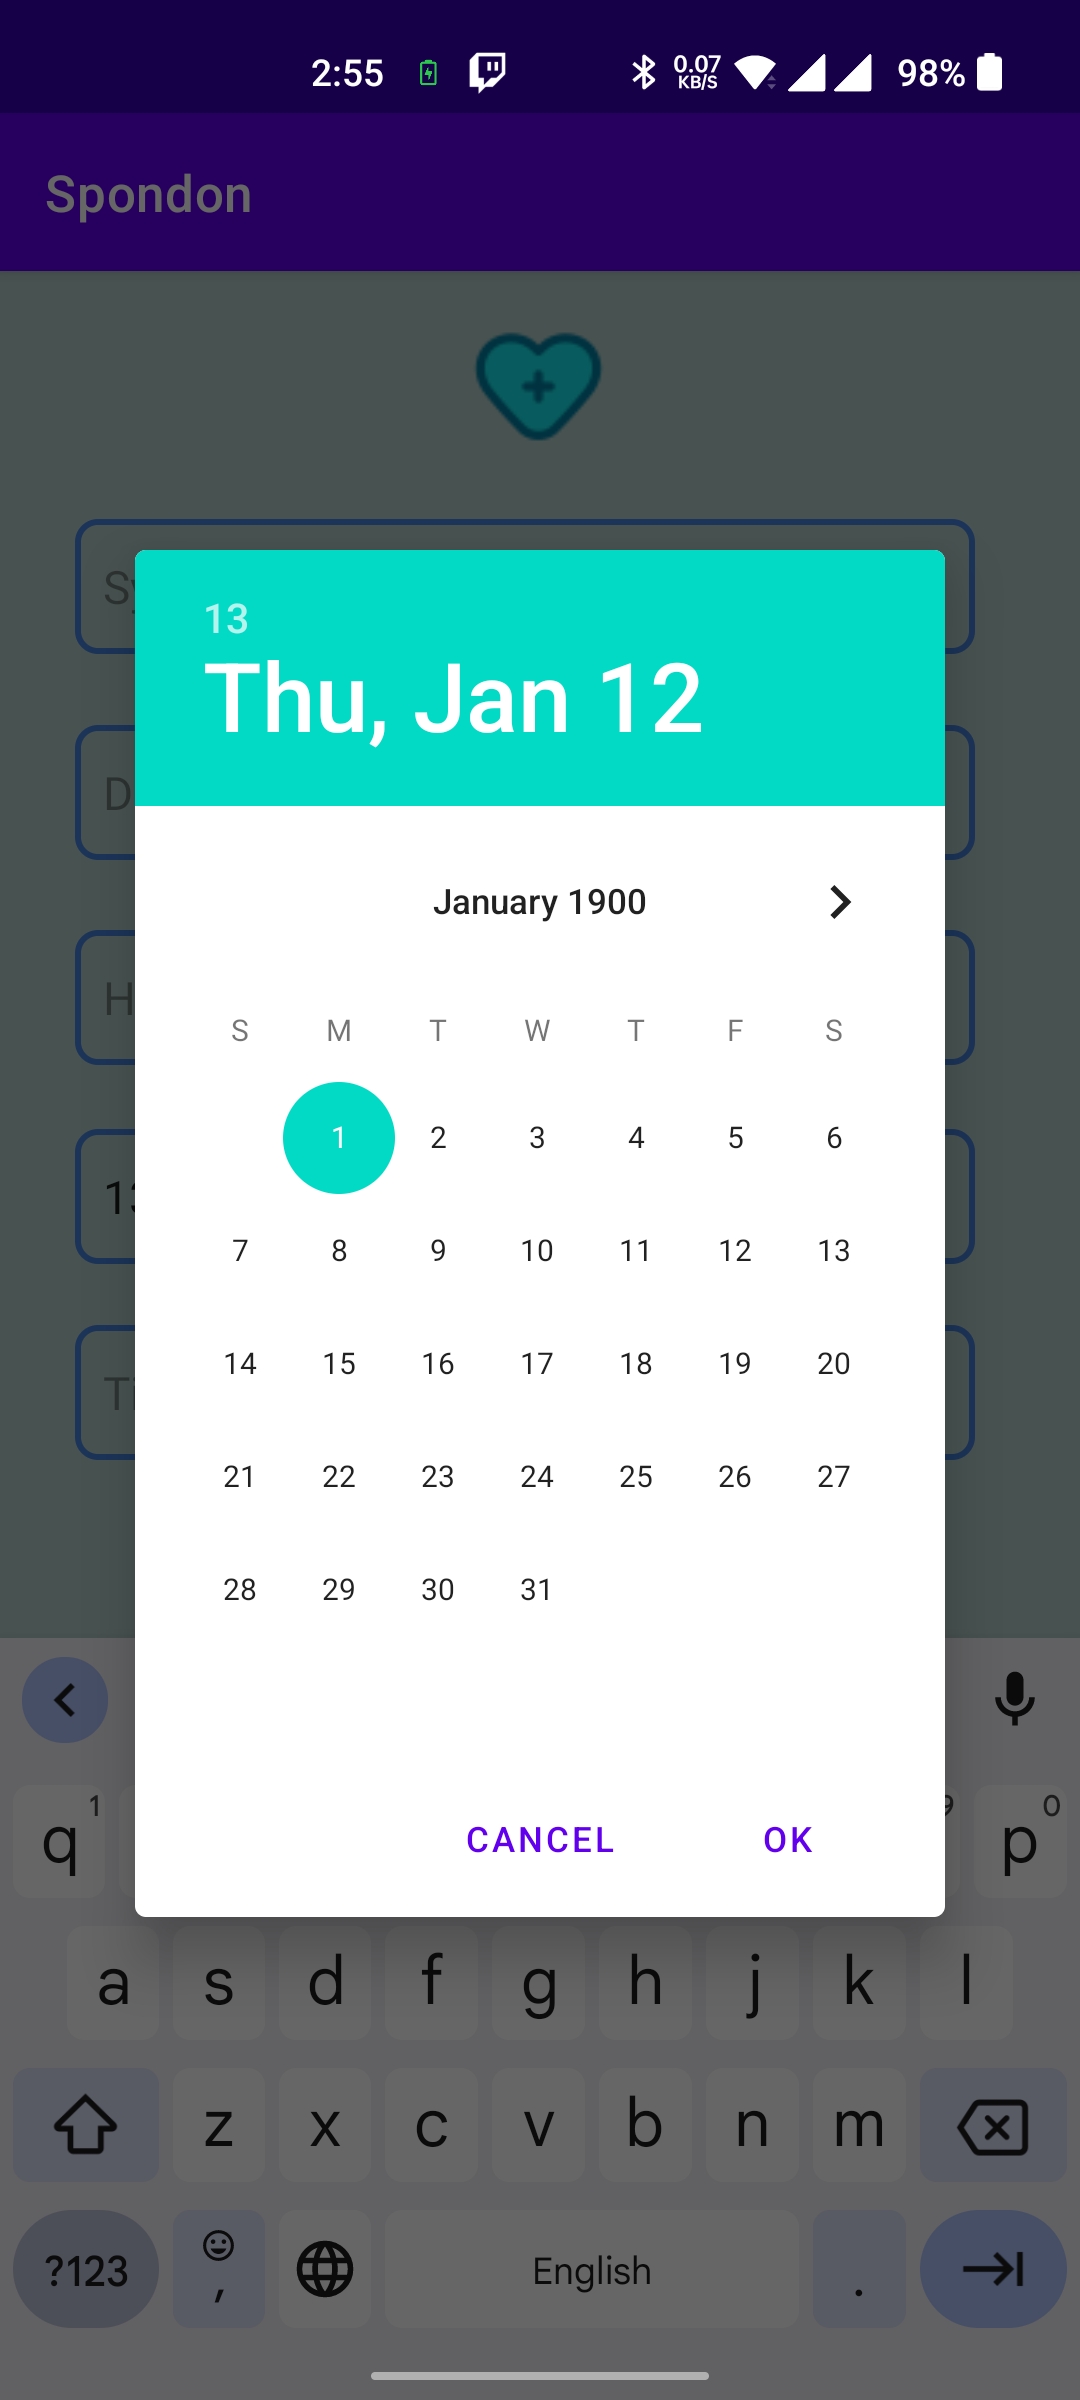 2:55 0.07 KB/S 98%
Spondon
13
Thu, Jan 12
January 1900
S M T W T F S
1 2 3 4 5 6
7 8 9 10 11 12 13
14 15 16 17 18 19 20
21 22 23 24 25 26 27
28 29 30 31
CANCEL OK
q 1 9 p 0
a s d f g h j k l
z x c v b n m
?123 , English .